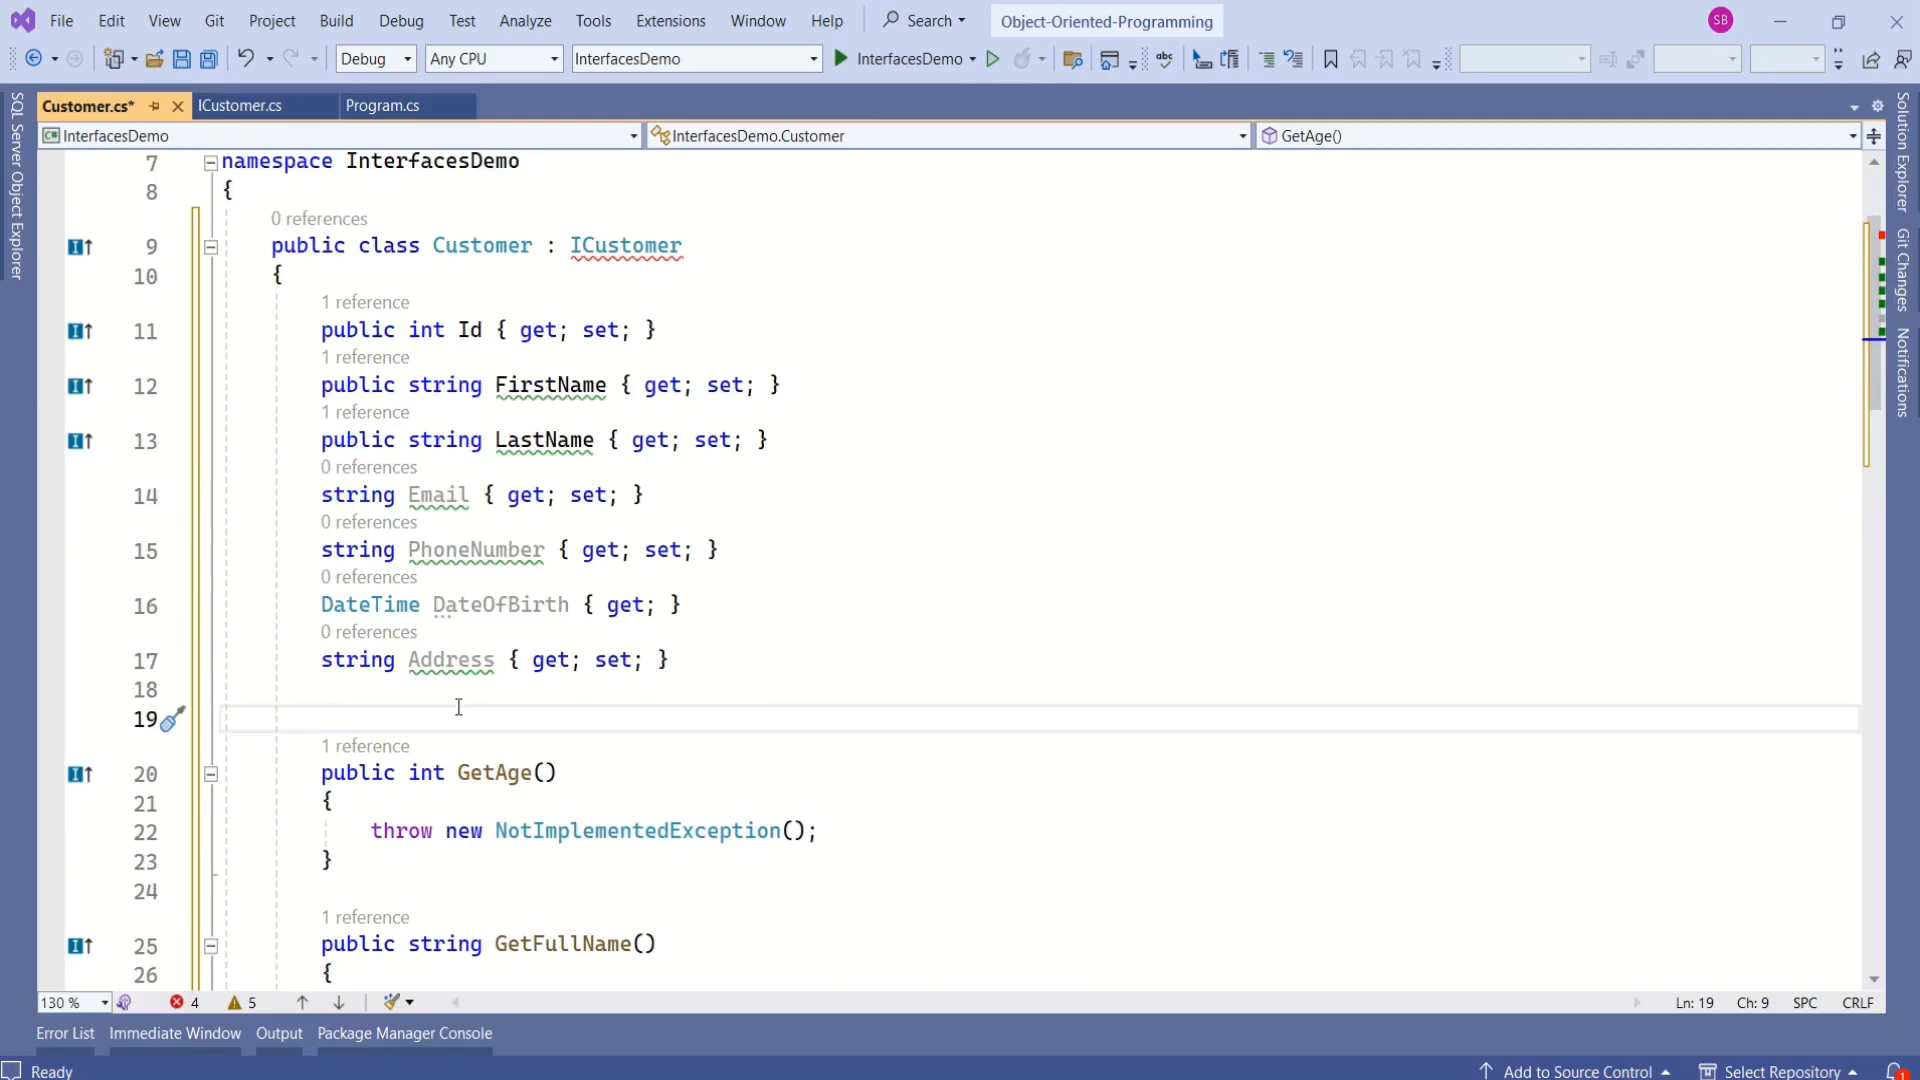 File Edit View Git Project Build Debug Test Analyze Tools Extensions Window Help Search Object-Oriented-Programming SB
Debug Any CPU InterfacesDemo InterfacesDemo abc
Customer.cs* ICustomer.cs Program.cs
C# InterfacesDemo InterfacesDemo.Customer GetAge()
SQL Server Object Explorer
Solution Explorer
Git Changes
Notifications
7 namespace InterfacesDemo
8 {
0 references
9 public class Customer : ICustomer
10 {
1 reference
11 public int Id { get; set; }
1 reference
12 public string FirstName { get; set; }
1 reference
13 public string LastName { get; set; }
0 references
14 string Email { get; set; }
0 references
15 string PhoneNumber { get; set; }
0 references
16 DateTime DateOfBirth { get; }
0 references
17 string Address { get; set; }
18
19
1 reference
20 public int GetAge()
21 {
22 throw new NotImplementedException();
23 }
24
1 reference
25 public string GetFullName()
26 {
130 % 4 5 Ln: 19 Ch: 9 SPC CRLF
Error List Immediate Window Output Package Manager Console
Ready Add to Source Control Select Repository 1